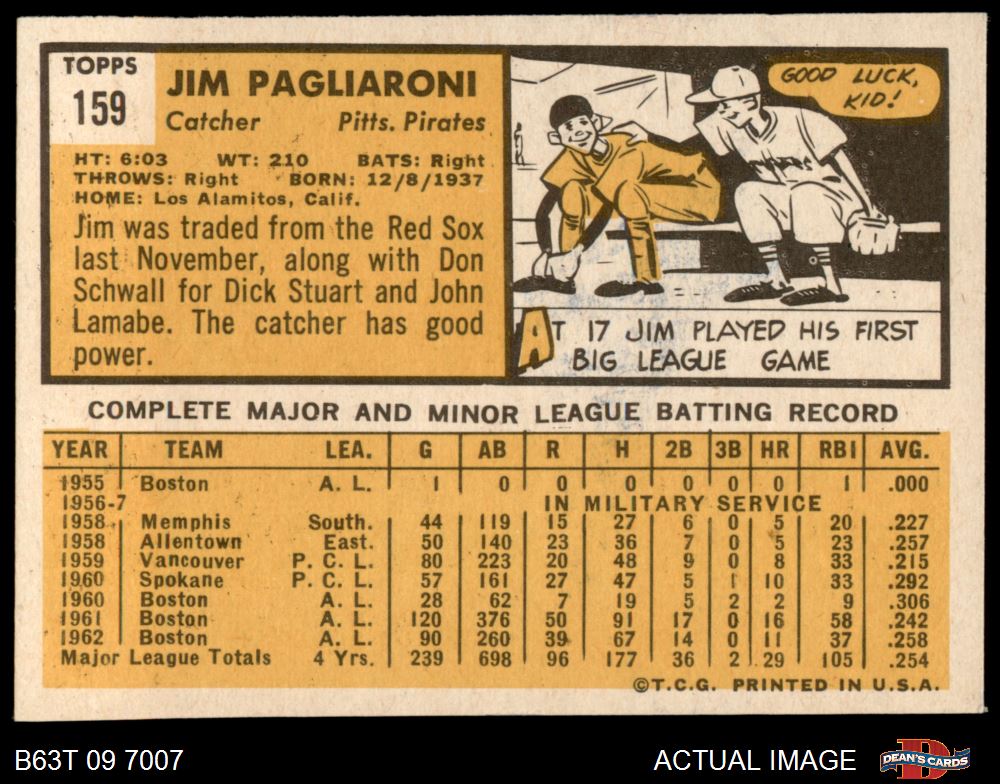 TOPPS
159
JIM PAGLIARONI
Catcher Pitts. Pirates
HT: 6:03 WT: 210 BATS: Right
THROWS: Right BORN: 12/8/1937
HOME: Los Alamitos, Calif.
Jim was traded from the Red Sox
last November, along with Don
Schwall for Dick Stuart and John
Lamabe. The catcher has good
power.
GOOD LUCK,
KID!
AT 17 JIM PLAYED HIS FIRST
BIG LEAGUE GAME
COMPLETE MAJOR AND MINOR LEAGUE BATTING RECORD
YEAR TEAM LEA. G AB R H 2B 3B HR RBI AVG.
1955 Boston A. L. 1 0 0 0 0 0 0 1 .000
1956-7 IN MILITARY SERVICE
1958 Memphis South. 44 119 15 27 6 0 5 20 .227
1958 Allentown East. 50 140 23 36 7 0 5 23 .257
1959 Vancouver P. C. L. 80 223 20 48 9 0 8 33 .215
1960 Spokane P. C. L. 57 161 27 47 5 1 10 33 .292
1960 Boston A. L. 28 62 7 19 5 2 2 9 .306
1961 Boston A. L. 120 376 50 91 17 0 16 58 .242
1962 Boston A. L. 90 260 39 67 14 0 11 37 .258
Major League Totals 4 Yrs. 239 698 96 177 36 2 29 105 .254
©T.C.G. PRINTED IN U.S.A.
B63T 09 7007 ACTUAL IMAGE
DEAN'S CARDS